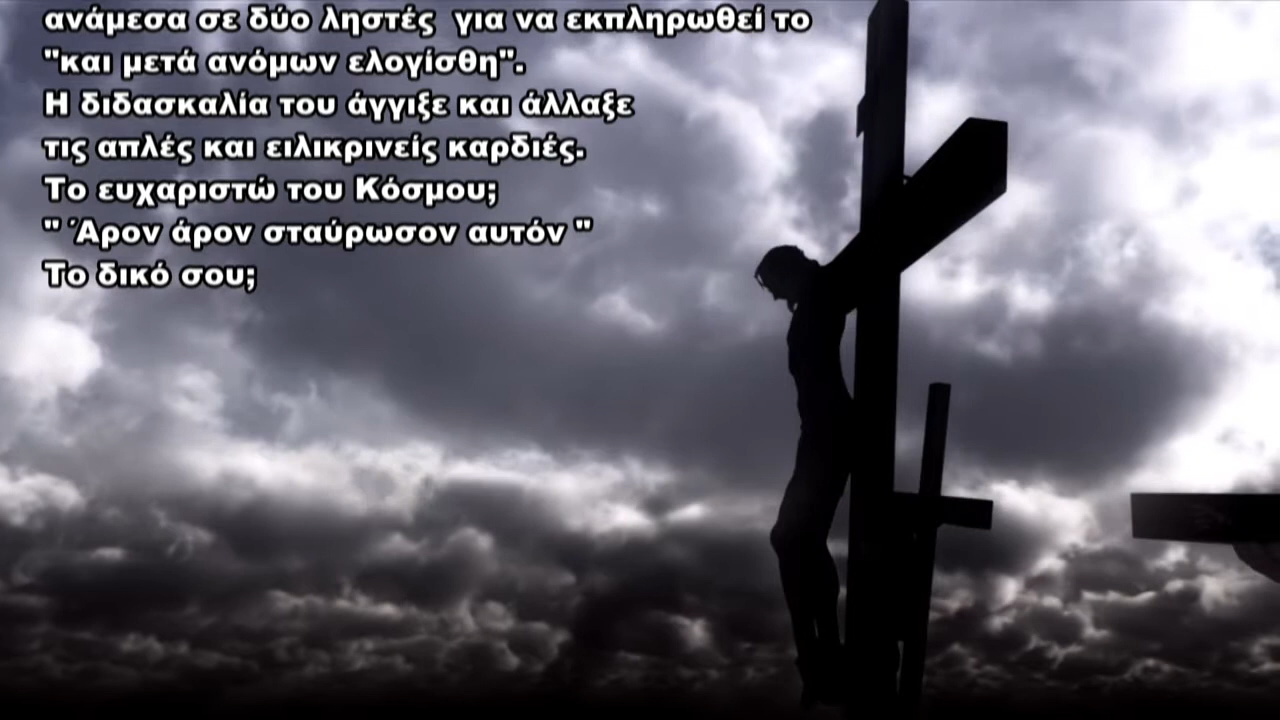 ανάμεσα σε δύο ληστές για να εκπληρωθεί το
"και μετά ανόμων ελογίσθη".
Η διδασκαλία του άγγιξε και άλλαξε
τις απλές και ειλικρινείς καρδιές.
Το ευχαριστώ του Κόσμου;
" Άρον άρον σταύρωσον αυτόν "
Το δικό σου;